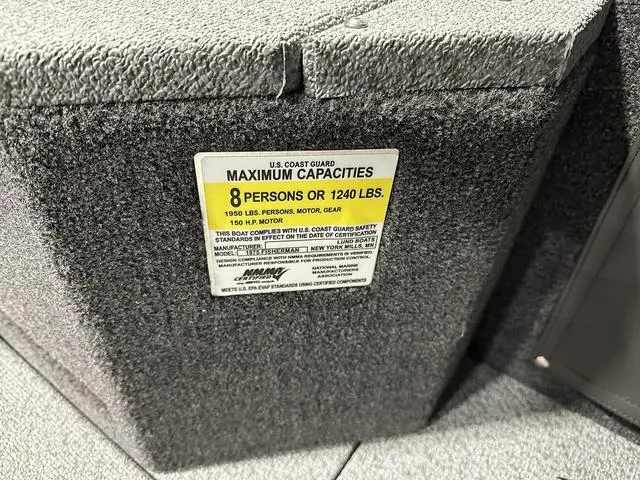 U.S. COAST GUARD
MAXIMUM CAPACITIES
8 PERSONS OR 1240 LBS.
1950 LBS. PERSONS, MOTOR, GEAR
150 H.P. MOTOR
THIS BOAT COMPLIES WITH U.S. COAST GUARD SAFETY
STANDARDS IN EFFECT ON THE DATE OF CERTIFICATION
MANUFACTURER: LUND BOATS
MODEL: 1875 FISHERMAN NEW YORK MILLS, MN
DESIGN COMPLIANCE WITH NMMA REQUIREMENTS IS VERIFIED.
MANUFACTURER RESPONSIBLE FOR PRODUCTION CONTROL.
NMMA
CERTIFIED
NATIONAL MARINE
MANUFACTURERS
ASSOCIATION
MEETS U.S. EPA EVAP STANDARDS USING CERTIFIED COMPONENTS